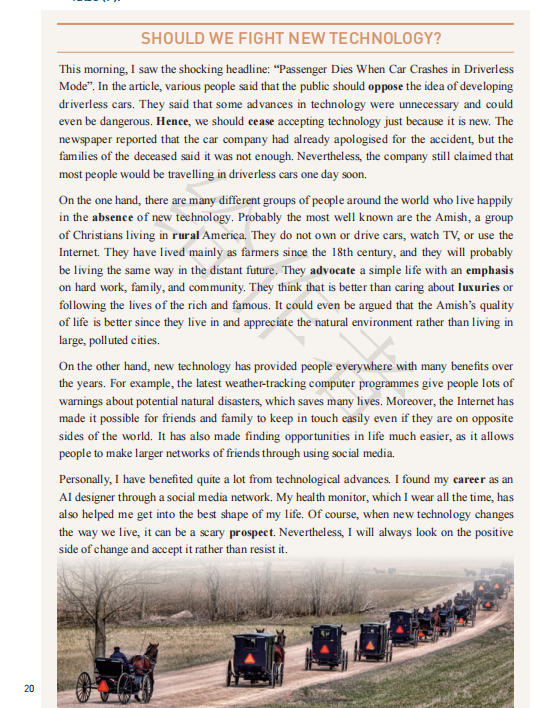 SHOULD WE FIGHT NEW TECHNOLOGY?
This morning, I saw the shocking headline: “Passenger Dies When Car Crashes in Driverless
Mode”. In the article, various people said that the public should oppose the idea of developing
driverless cars. They said that some advances in technology were unnecessary and could
even be dangerous. Hence, we should cease accepting technology just because it is new. The
newspaper reported that the car company had already apologised for the accident, but the
families of the deceased said it was not enough. Nevertheless, the company still claimed that
most people would be travelling in driverless cars one day soon.
On the one hand, there are many different groups of people around the world who live happily
in the absence of new technology. Probably the most well known are the Amish, a group
of Christians living in rural America. They do not own or drive cars, watch TV, or use the
Internet. They have lived mainly as farmers since the 18th century, and they will probably
be living the same way in the distant future. They advocate a simple life with an emphasis
on hard work, family, and community. They think that is better than caring about luxuries or
following the lives of the rich and famous. It could even be argued that the Amish’s quality
of life is better since they live in and appreciate the natural environment rather than living in
large, polluted cities.
On the other hand, new technology has provided people everywhere with many benefits over
the years. For example, the latest weather-tracking computer programmes give people lots of
warnings about potential natural disasters, which saves many lives. Moreover, the Internet has
made it possible for friends and family to keep in touch easily even if they are on opposite
sides of the world. It has also made finding opportunities in life much easier, as it allows
people to make larger networks of friends through using social media.
Personally, I have benefited quite a lot from technological advances. I found my career as an
AI designer through a social media network. My health monitor, which I wear all the time, has
also helped me get into the best shape of my life. Of course, when new technology changes
the way we live, it can be a scary prospect. Nevertheless, I will always look on the positive
side of change and accept it rather than resist it.
20